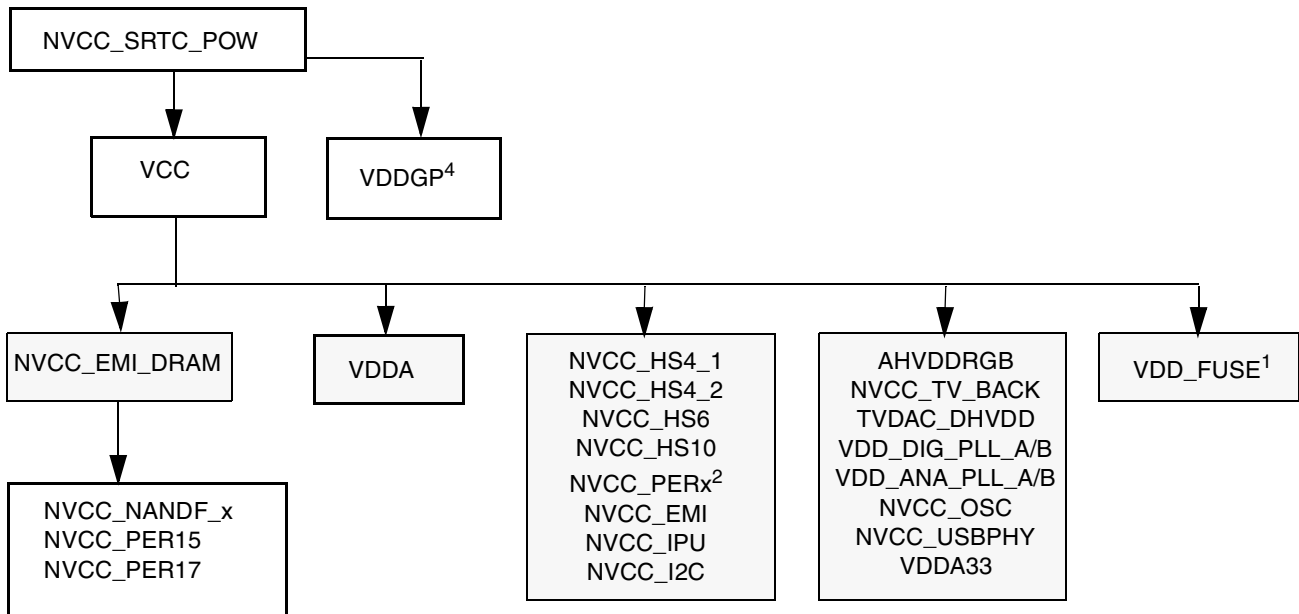 NVCC_SRTC_POW
VCC
VDDGP⁴
NVCC_EMI_DRAM
VDDA
NVCC_HS4_1
NVCC_HS4_2
NVCC_HS6
NVCC_HS10
NVCC_PERx²
NVCC_EMI
NVCC_IPU
NVCC_I2C
AHVDDRGB
NVCC_TV_BACK
TVDAC_DHVDD
VDD_DIG_PLL_A/B
VDD_ANA_PLL_A/B
NVCC_OSC
NVCC_USBPHY
VDDA33
VDD_FUSE¹
NVCC_NANDF_x
NVCC_PER15
NVCC_PER17